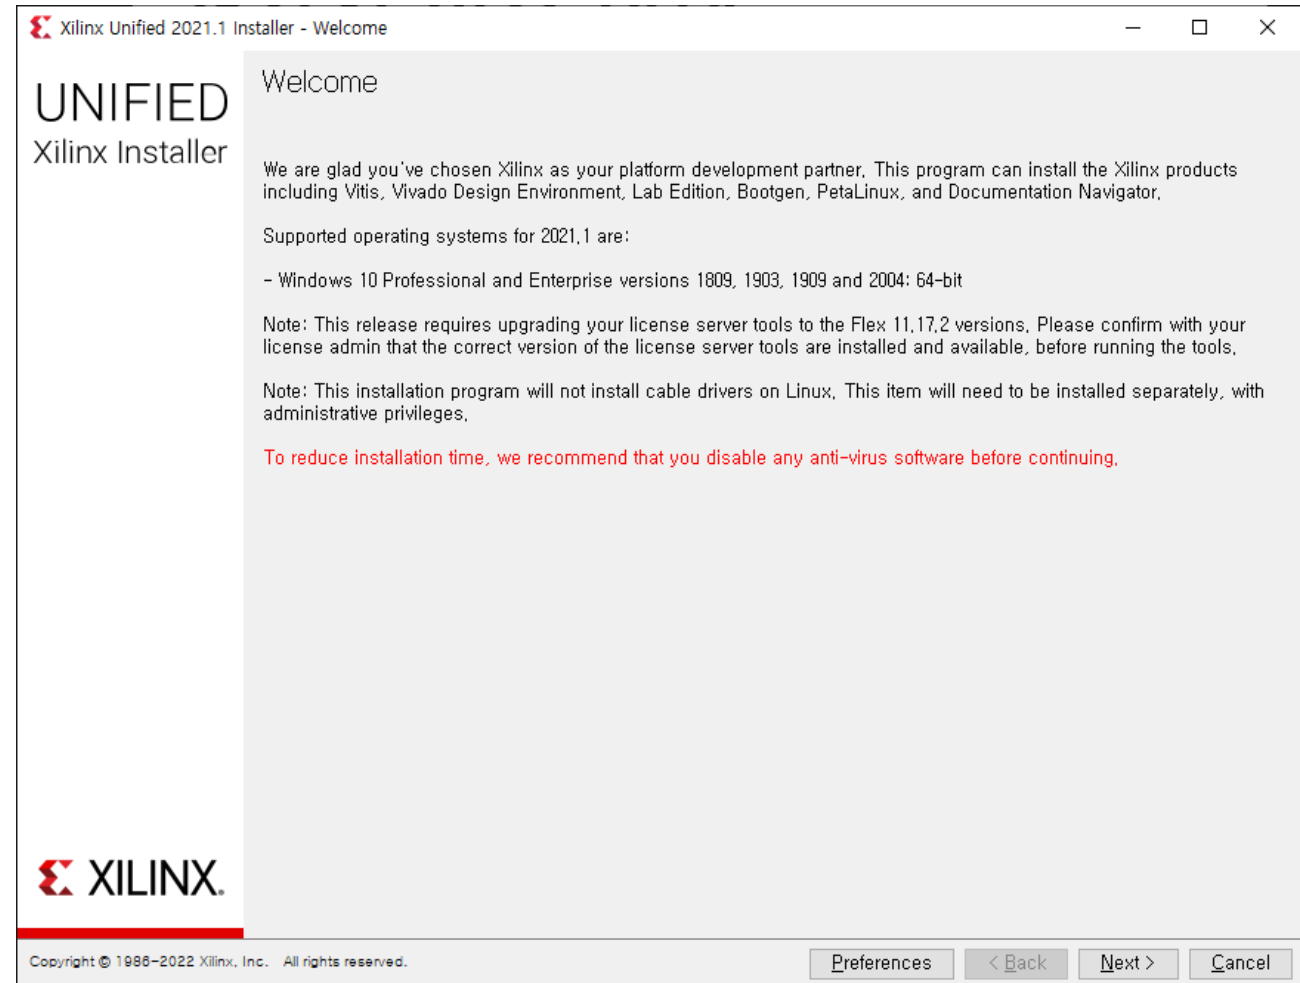 Xilinx Unified 2021.1 Installer - Welcome
UNIFIED
Xilinx Installer
Welcome
We are glad you've chosen Xilinx as your platform development partner. This program can install the Xilinx products
including Vitis, Vivado Design Environment, Lab Edition, Bootgen, PetaLinux, and Documentation Navigator.
Supported operating systems for 2021.1 are:
- Windows 10 Professional and Enterprise versions 1809, 1903, 1909 and 2004: 64-bit
Note: This release requires upgrading your license server tools to the Flex 11.17.2 versions. Please confirm with your
license admin that the correct version of the license server tools are installed and available, before running the tools.
Note: This installation program will not install cable drivers on Linux. This item will need to be installed separately, with
administrative privileges.
To reduce installation time, we recommend that you disable any anti-virus software before continuing.
XILINX.
Copyright © 1986-2022 Xilinx, Inc. All rights reserved.
Preferences
< Back
Next >
Cancel